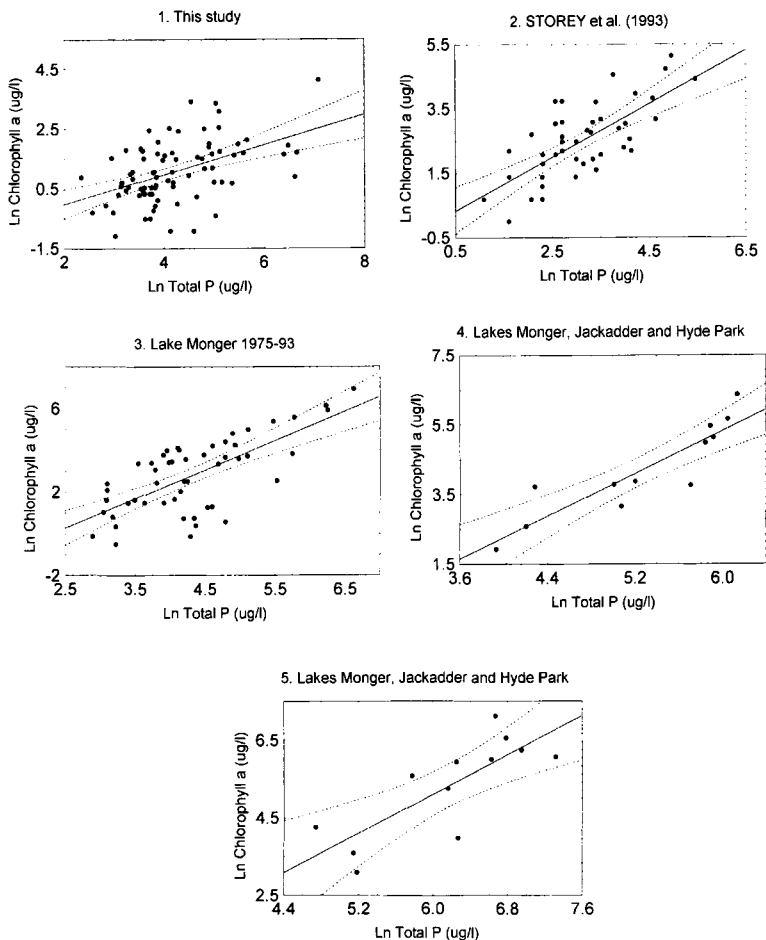 1. This study
Ln Chlorophyll a (ug/l)
4.5
2.5
0.5
-1.5
2
4
6
8
Ln Total P (ug/l)
2. STOREY et al. (1993)
Ln Chlorophyll a (ug/l)
5.5
3.5
1.5
-0.5
0.5
2.5
4.5
6.5
Ln Total P (ug/l)
3. Lake Monger 1975-93
Ln Chlorophyll a (ug/l)
6
2
-2
2.5
3.5
4.5
5.5
6.5
Ln Total P (ug/l)
4. Lakes Monger, Jackadder and Hyde Park
Ln Chlorophyll a (ug/l)
7.5
5.5
3.5
1.5
3.6
4.4
5.2
6.0
Ln Total P (ug/l)
5. Lakes Monger, Jackadder and Hyde Park
Ln Chlorophyll a (ug/l)
6.5
4.5
2.5
4.4
5.2
6.0
6.8
7.6
Ln Total P (ug/l)